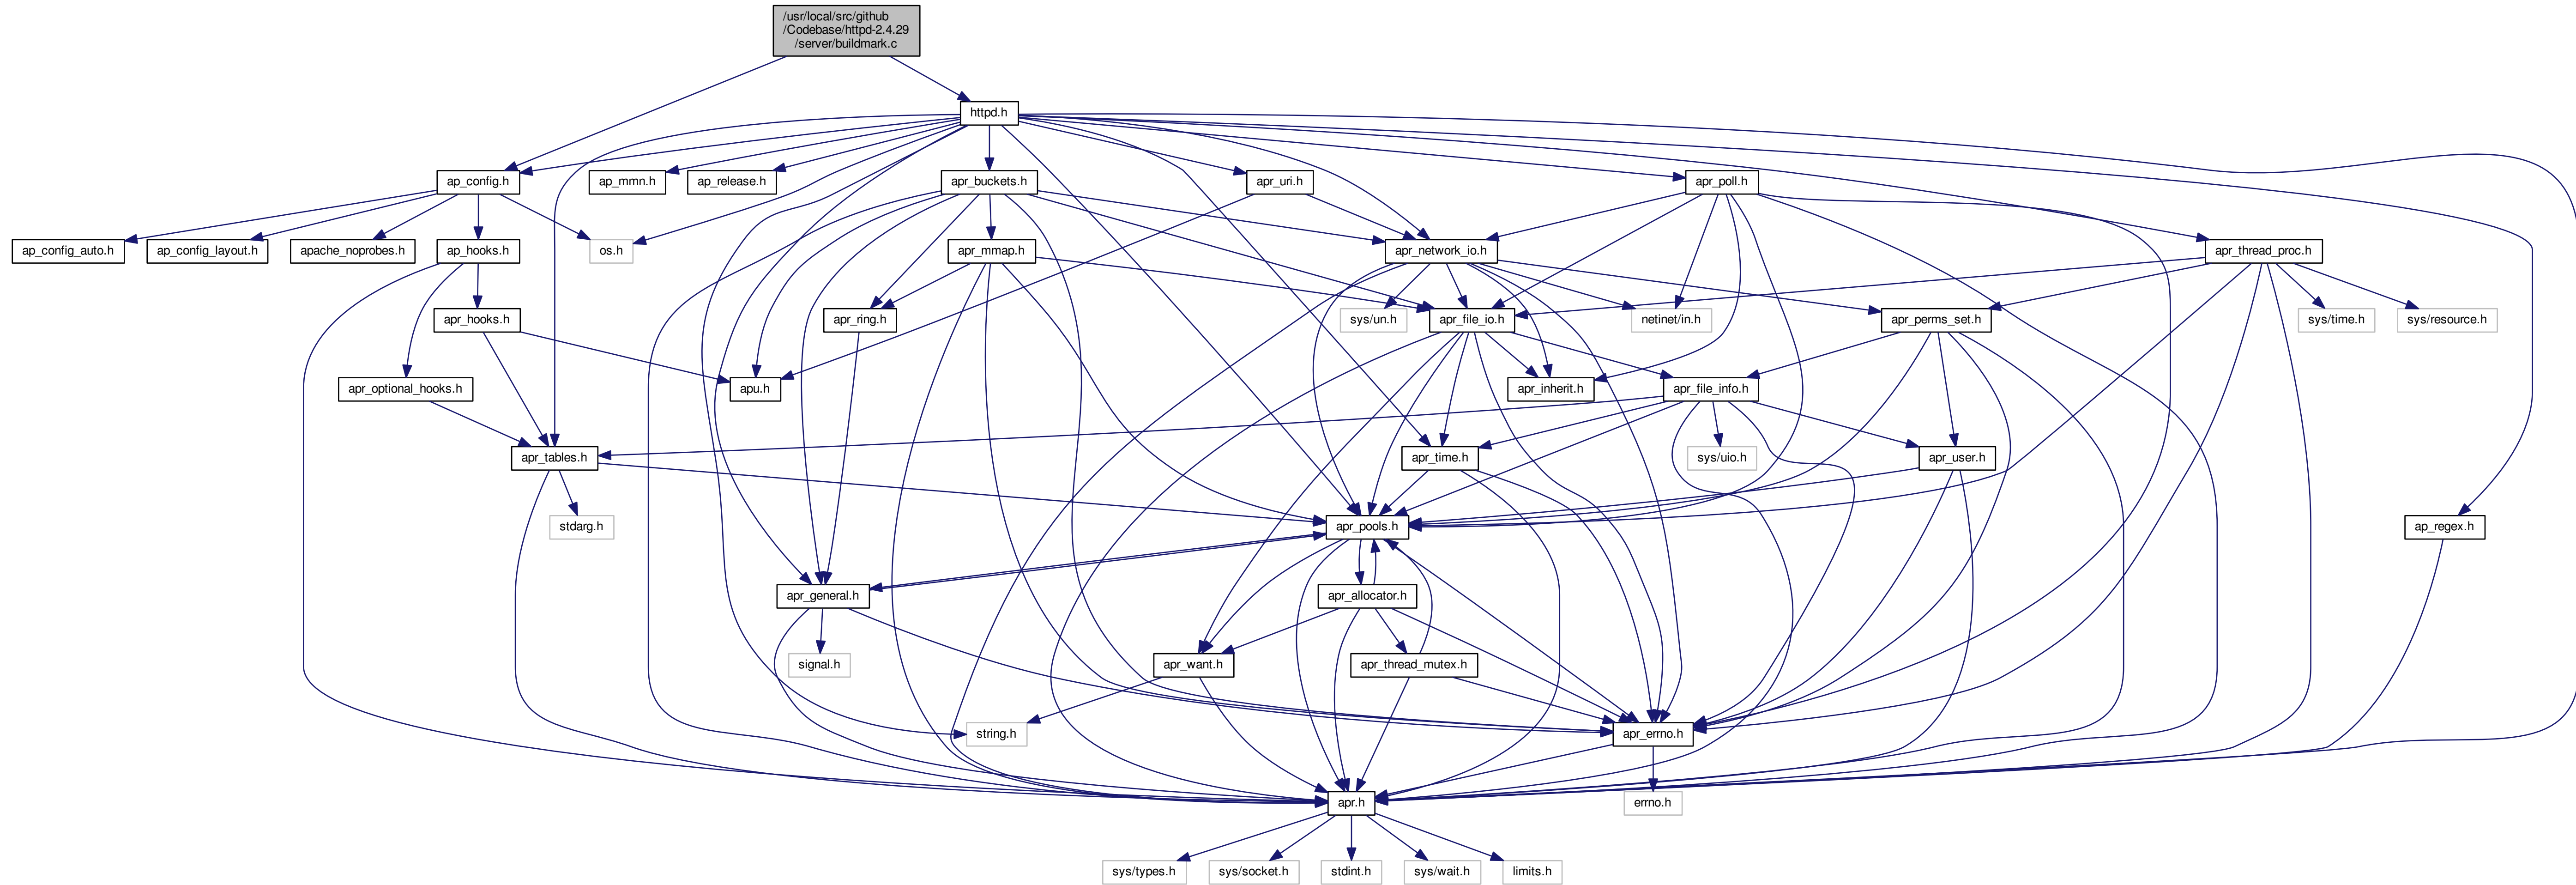 /usr/local/src/github
/Codebase/httpd-2.4.29
/server/buildmark.c
httpd.h
ap_config.h
ap_mmn.h
ap_release.h
apr_buckets.h
apr_uri.h
apr_poll.h
ap_config_auto.h
ap_config_layout.h
apache_noprobes.h
ap_hooks.h
os.h
apr_mmap.h
apr_network_io.h
apr_thread_proc.h
apr_hooks.h
apr_ring.h
sys/un.h
apr_file_io.h
netinet/in.h
apr_perms_set.h
sys/time.h
sys/resource.h
apr_optional_hooks.h
apu.h
apr_inherit.h
apr_file_info.h
apr_tables.h
apr_time.h
sys/uio.h
apr_user.h
stdarg.h
apr_pools.h
ap_regex.h
apr_general.h
apr_allocator.h
signal.h
apr_want.h
apr_thread_mutex.h
string.h
apr_errno.h
apr.h
errno.h
sys/types.h
sys/socket.h
stdint.h
sys/wait.h
limits.h